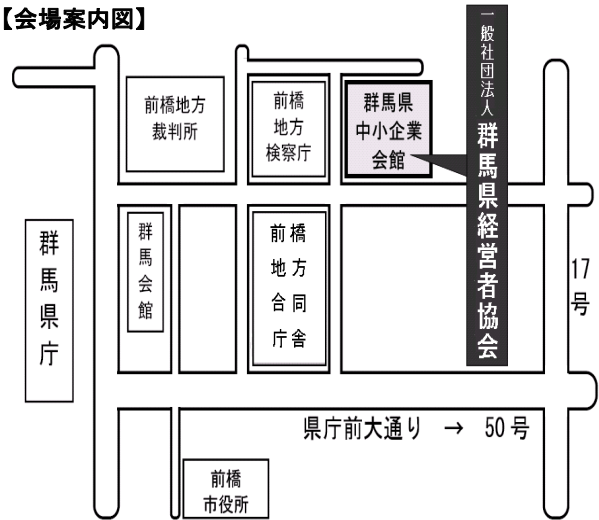 【会場案内図】
前橋地方
裁判所
前橋
地方
検察庁
群馬県
中小企業
会館
一般社団法人 群馬県経営者協会
群馬県庁
群馬会館
前橋
地方
合同
庁舎
17
号
県庁前大通り → 50号
前橋
市役所